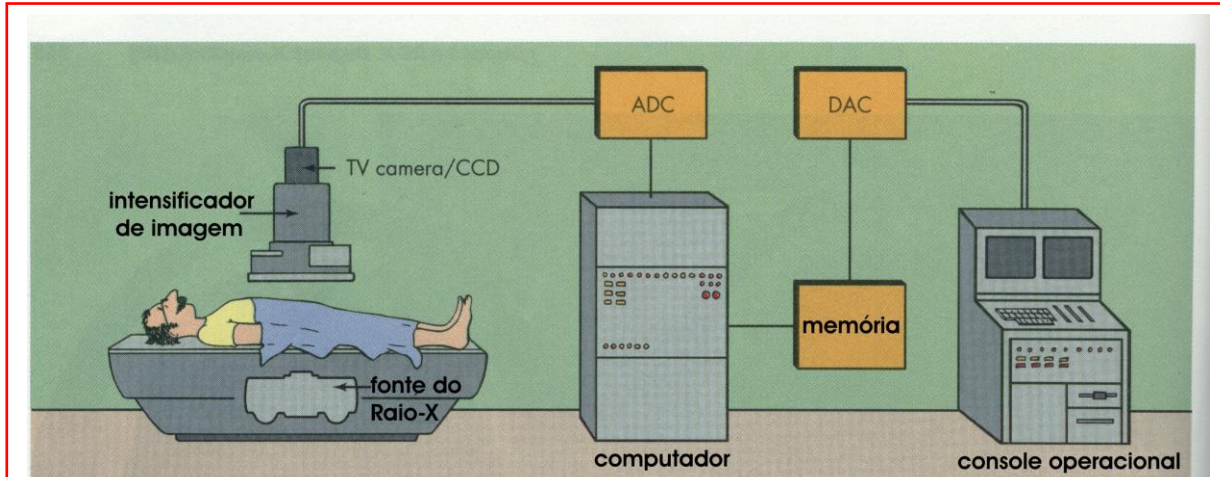 ADC
DAC
TV camera/CCD
intensificador
de imagem
memória
fonte do
Raio-X
computador
console operacional